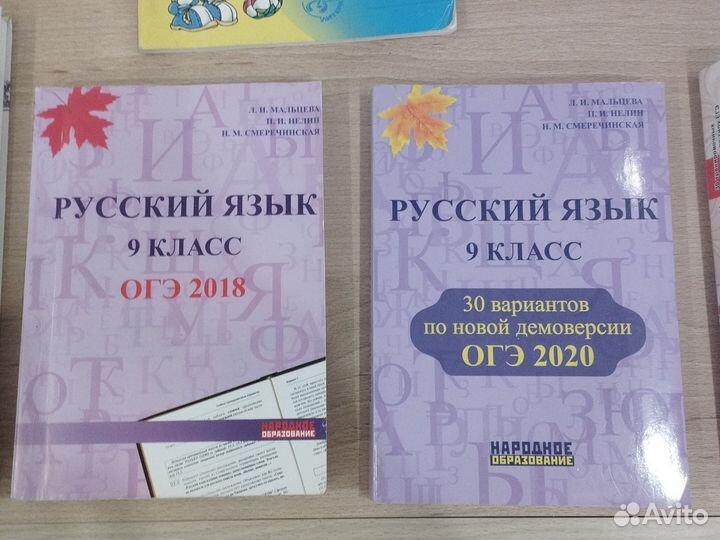 Л. И. МАЛЬЦЕВА
П. И. НЕЛИН
Н. М. СМЕРЕЧИНСКАЯ
РУССКИЙ ЯЗЫК
9 КЛАСС
ОГЭ 2018
НАРОДНОЕ
ОБРАЗОВАНИЕ
Л. И. МАЛЬЦЕВА
П. И. НЕЛИН
Н. М. СМЕРЕЧИНСКАЯ
РУССКИЙ ЯЗЫК
9 КЛАСС
30 вариантов
по новой демоверсии
ОГЭ 2020
НАРОДНОЕ
ОБРАЗОВАНИЕ
Avito